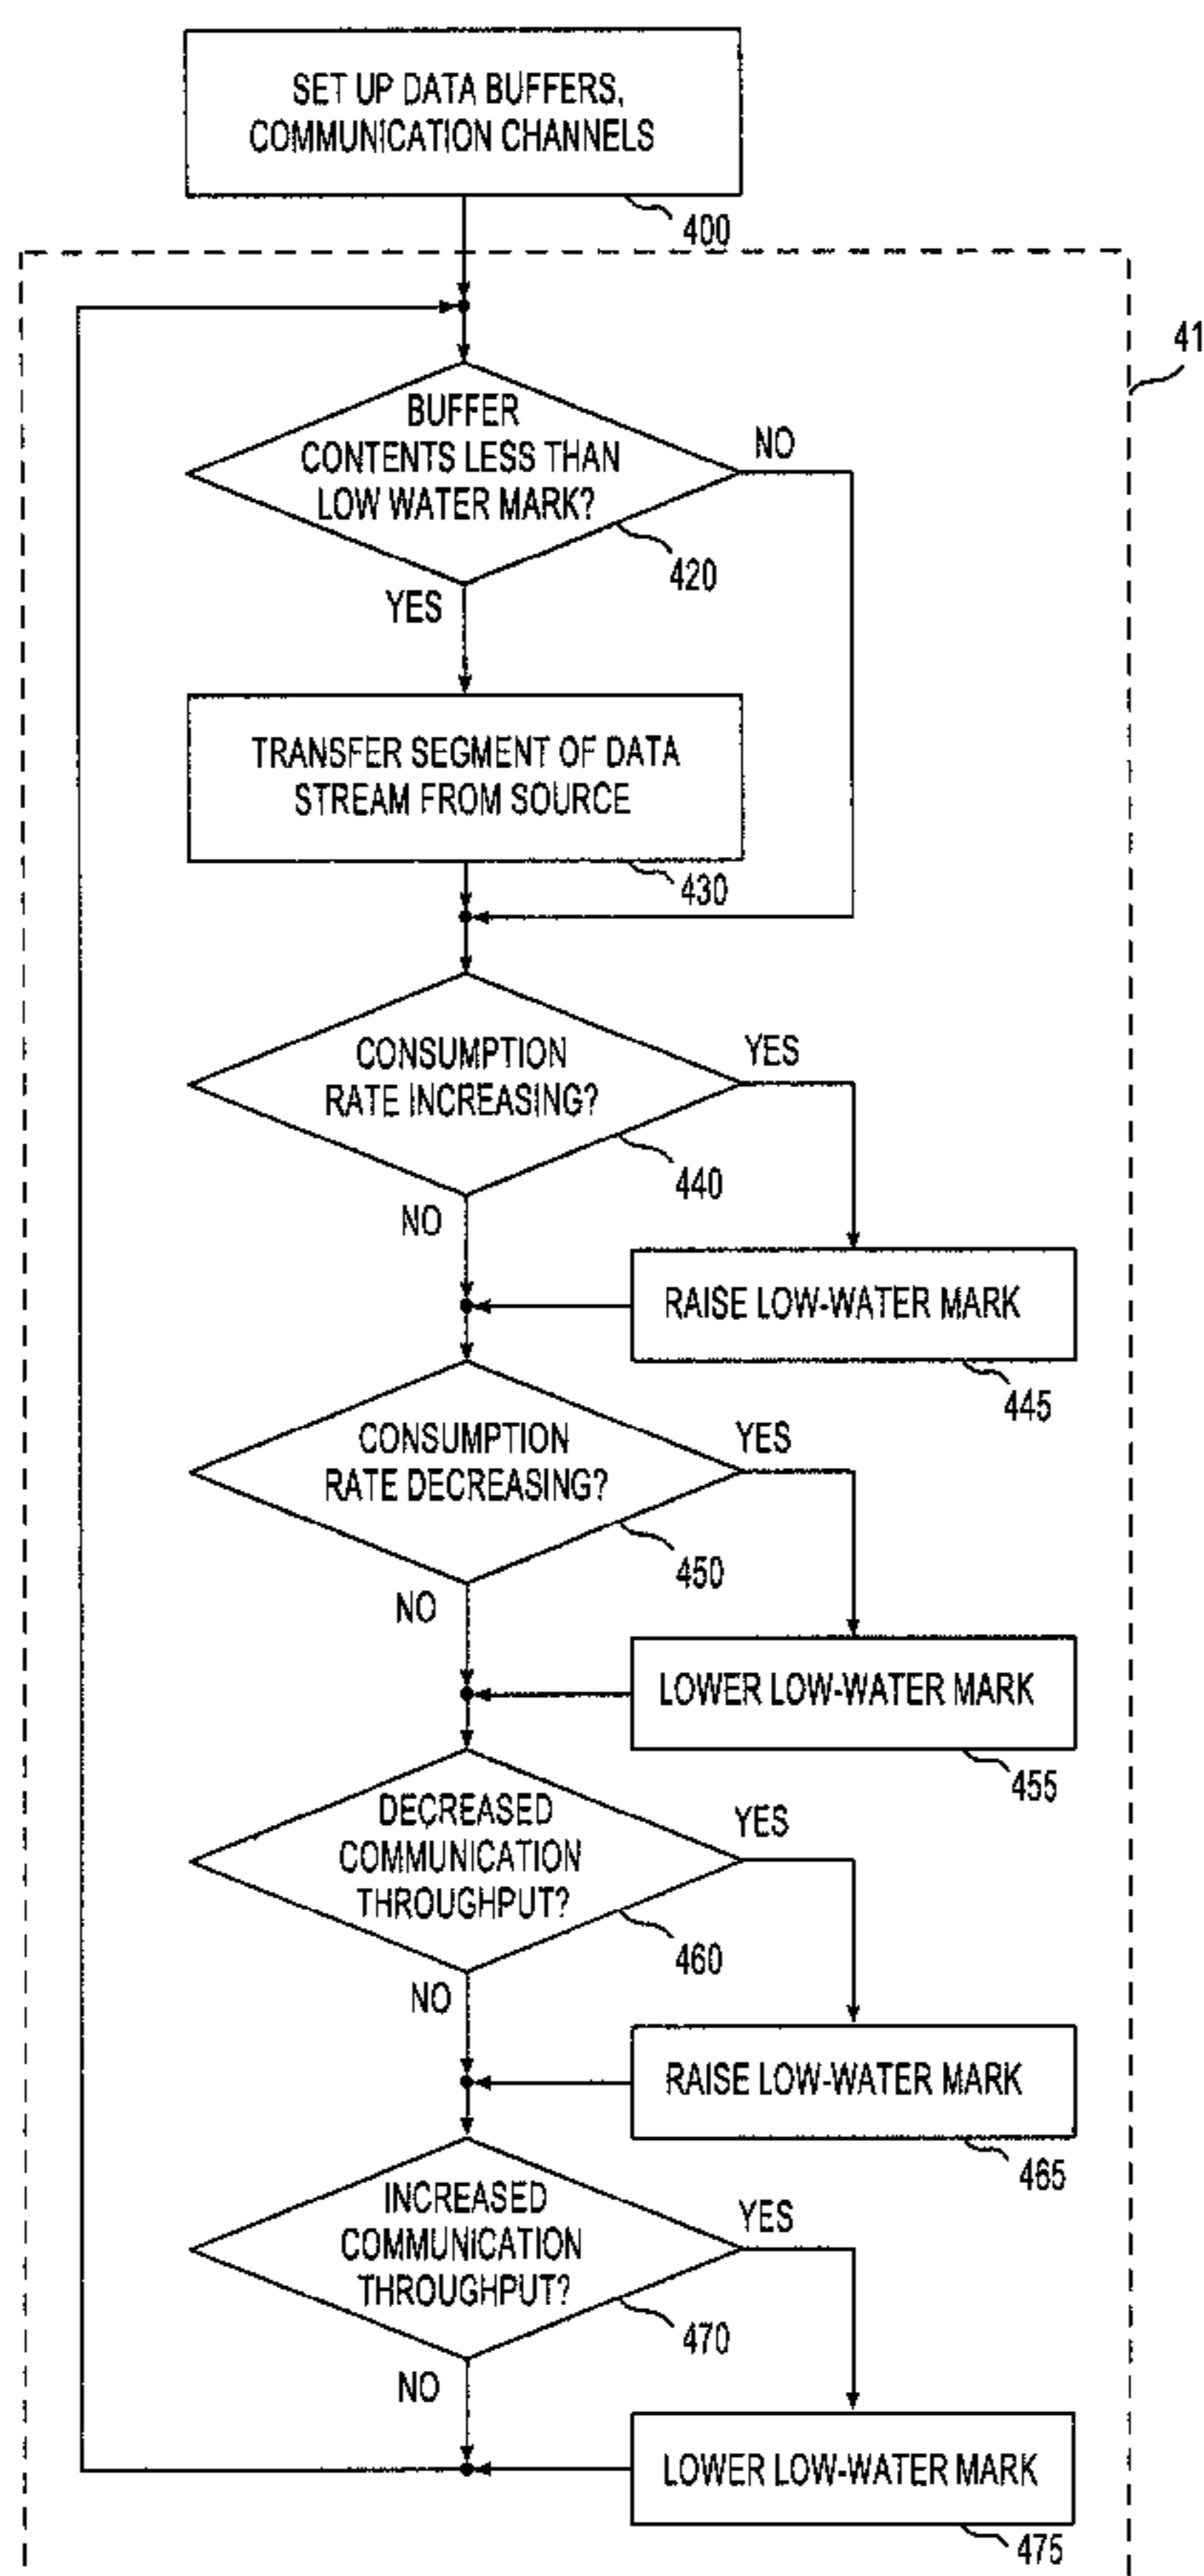 SET UP DATA BUFFERS,
COMMUNICATION CHANNELS
400
41
BUFFER
CONTENTS LESS THAN
LOW WATER MARK?
NO
420
YES
TRANSFER SEGMENT OF DATA
STREAM FROM SOURCE
430
CONSUMPTION
RATE INCREASING?
YES
440
NO
RAISE LOW-WATER MARK
445
CONSUMPTION
RATE DECREASING?
YES
450
NO
LOWER LOW-WATER MARK
455
DECREASED
COMMUNICATION
THROUGHPUT?
YES
460
NO
RAISE LOW-WATER MARK
465
INCREASED
COMMUNICATION
THROUGHPUT?
YES
470
NO
LOWER LOW-WATER MARK
475